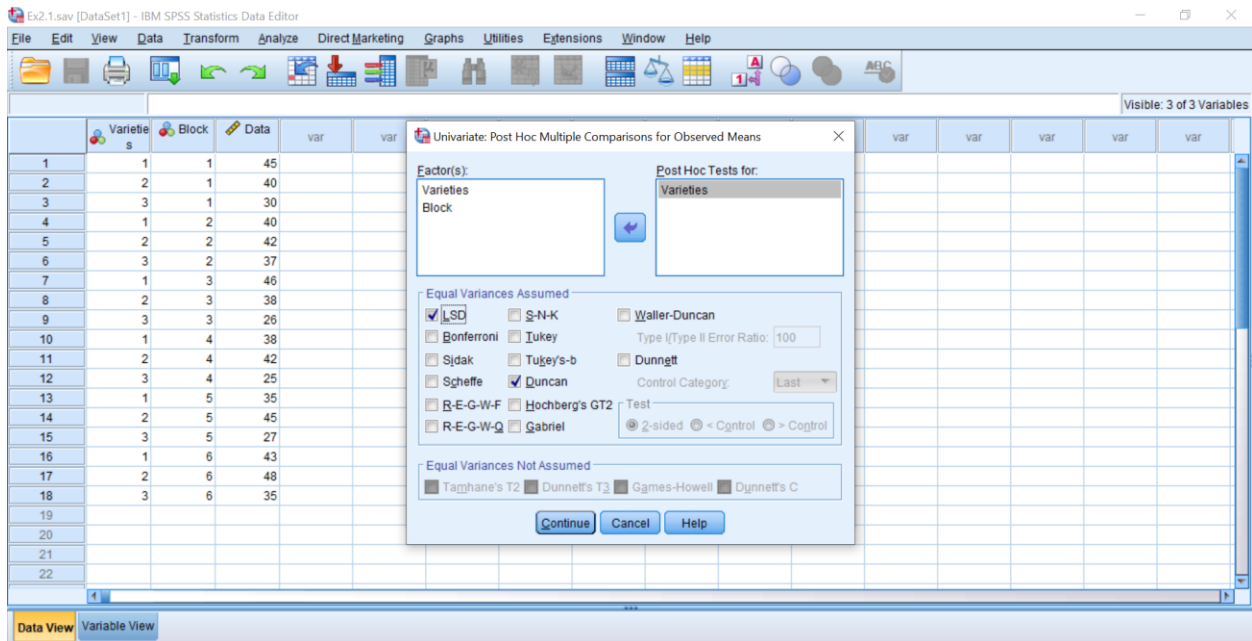 Ex2.1.sav [DataSet1] - IBM SPSS Statistics Data Editor
File Edit View Data Transform Analyze Direct Marketing Graphs Utilities Extensions Window Help
A
1
ABC
Visible: 3 of 3 Variables
Varietie
s
Block
Data
var
var
var
var
var
var
var
1 1 1 45
2 2 1 40
3 3 1 30
4 1 2 40
5 2 2 42
6 3 2 37
7 1 3 46
8 2 3 38
9 3 3 26
10 1 4 38
11 2 4 42
12 3 4 25
13 1 5 35
14 2 5 45
15 3 5 27
16 1 6 43
17 2 6 48
18 3 6 35
19
20
21
22
Univariate: Post Hoc Multiple Comparisons for Observed Means
Factor(s):
Varieties
Block
Post Hoc Tests for:
Varieties
Equal Variances Assumed
LSD S-N-K Waller-Duncan
Bonferroni Tukey Type I/Type II Error Ratio: 100
Sidak Tukey's-b Dunnett
Scheffe Duncan Control Category: Last
R-E-G-W-F Hochberg's GT2 Test
R-E-G-W-Q Gabriel 2-sided < Control > Control
Equal Variances Not Assumed
Tamhane's T2 Dunnett's T3 Games-Howell Dunnett's C
Continue Cancel Help
Data View Variable View